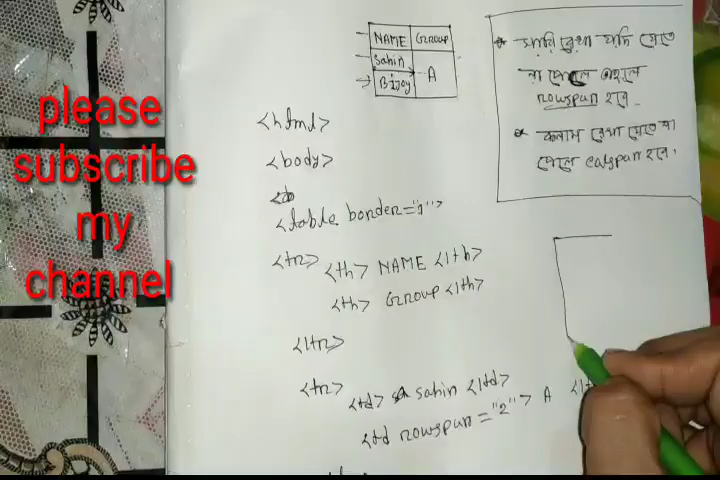 please
subscribe
my
channel
NAME Group
Sahin
Bijoy A
* সারি রেখা যদি যেতে
না পেলে তাহলে
rowspan হবে.
* কলাম রেখা যেতে না
পেলে colspan হবে।
<html>
<body>
<table border="1">
<tr> <th> NAME </th>
<th> Group </th>
</tr>
<tr> <td> Sahin </td>
<td rowspan="2"> A